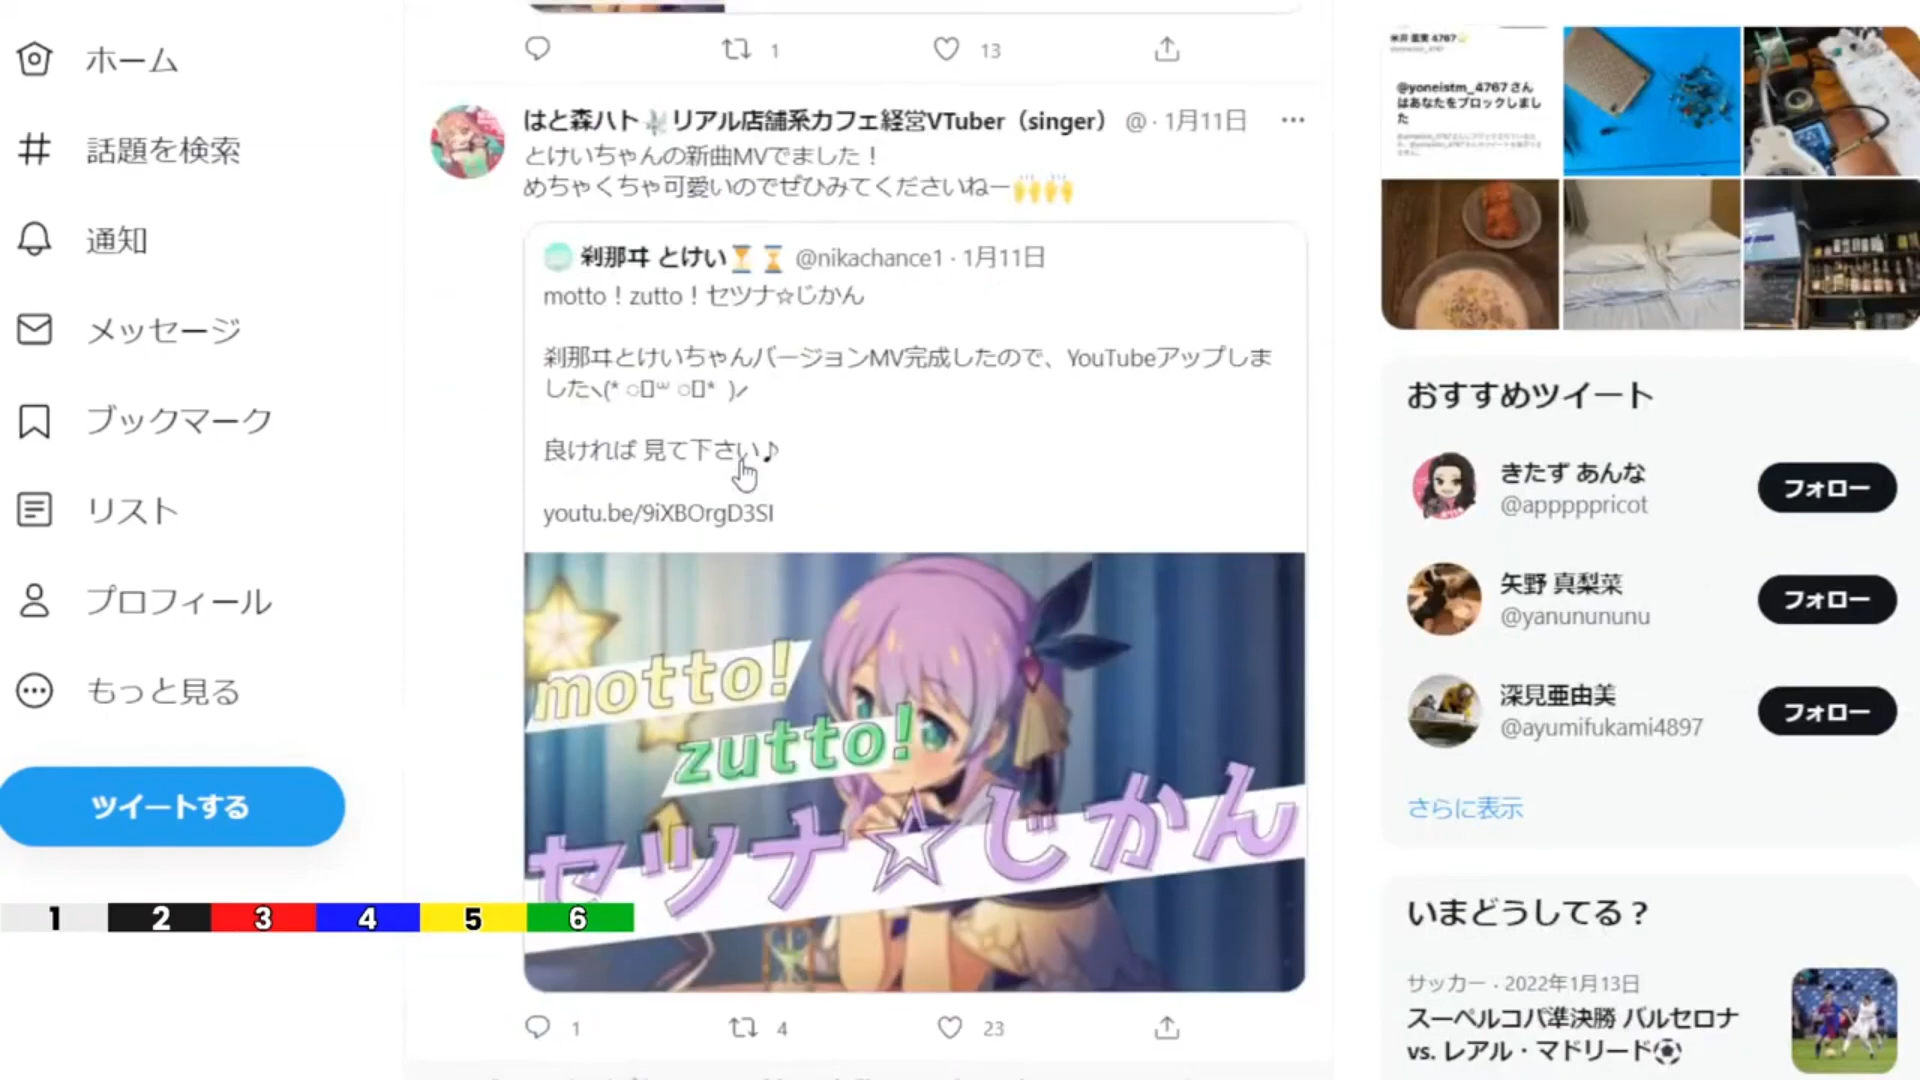 ホーム
話題を検索
通知
メッセージ
ブックマーク
リスト
プロフィール
もっと見る
ツイートする
1 2 3 4 5 6
1 13
はと森ハト🕊リアル店舗系カフェ経営VTuber（singer） @ · 1月11日
とけいちゃんの新曲MVでました！
めちゃくちゃ可愛いのでぜひみてくださいねー🙌🙌
刹那ヰ とけい⏳⌛ @nikachance1 · 1月11日
motto！zutto！セツナ☆じかん
刹那ヰとけいちゃんバージョンMV完成したので、YouTubeアップしま
した
良ければ 見て下さい♪
youtu.be/9iXBOrgD3SI
motto!
zutto!
セツナ☆じかん
1 4 23
米井 星実 4767
@yoneistm_4767 さん
はあなたをブロックしまし
た
おすすめツイート
きたず あんな
@apppppricot
フォロー
矢野 真梨菜
@yanunununu
フォロー
深見亜由美
@ayumifukami4897
フォロー
さらに表示
いまどうしてる？
サッカー · 2022年1月13日
スーペルコパ準決勝 バルセロナ
vs. レアル・マドリード⚽